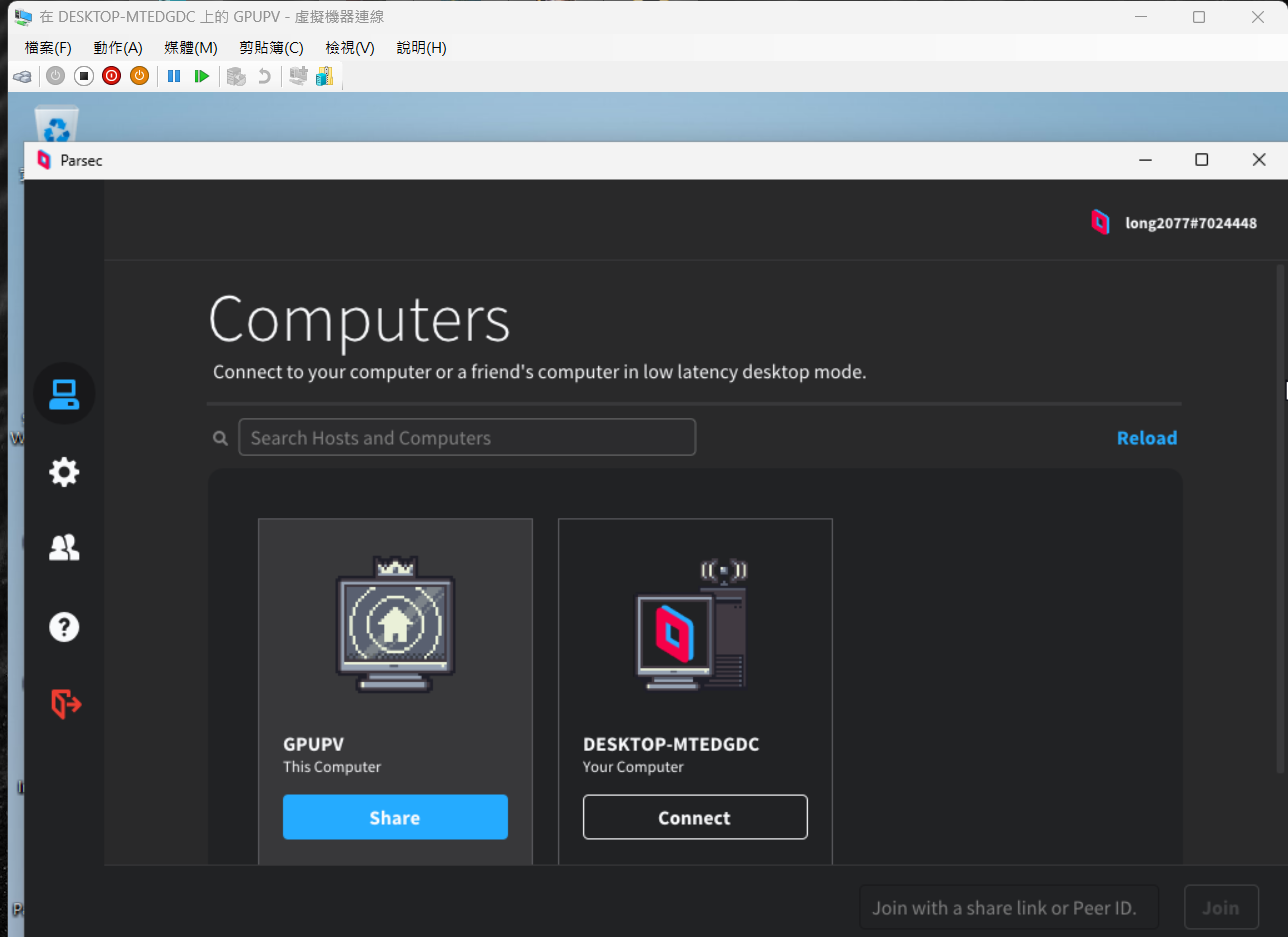 在 DESKTOP-MTEDGDC 上的 GPUPV - 虛擬機器連線
檔案(F) 動作(A) 媒體(M) 剪貼簿(C) 檢視(V) 說明(H)
Parsec
long2077#7024448
Computers
Connect to your computer or a friend's computer in low latency desktop mode.
Search Hosts and Computers
Reload
GPUPV
This Computer
Share
DESKTOP-MTEDGDC
Your Computer
Connect
Join with a share link or Peer ID.
Join